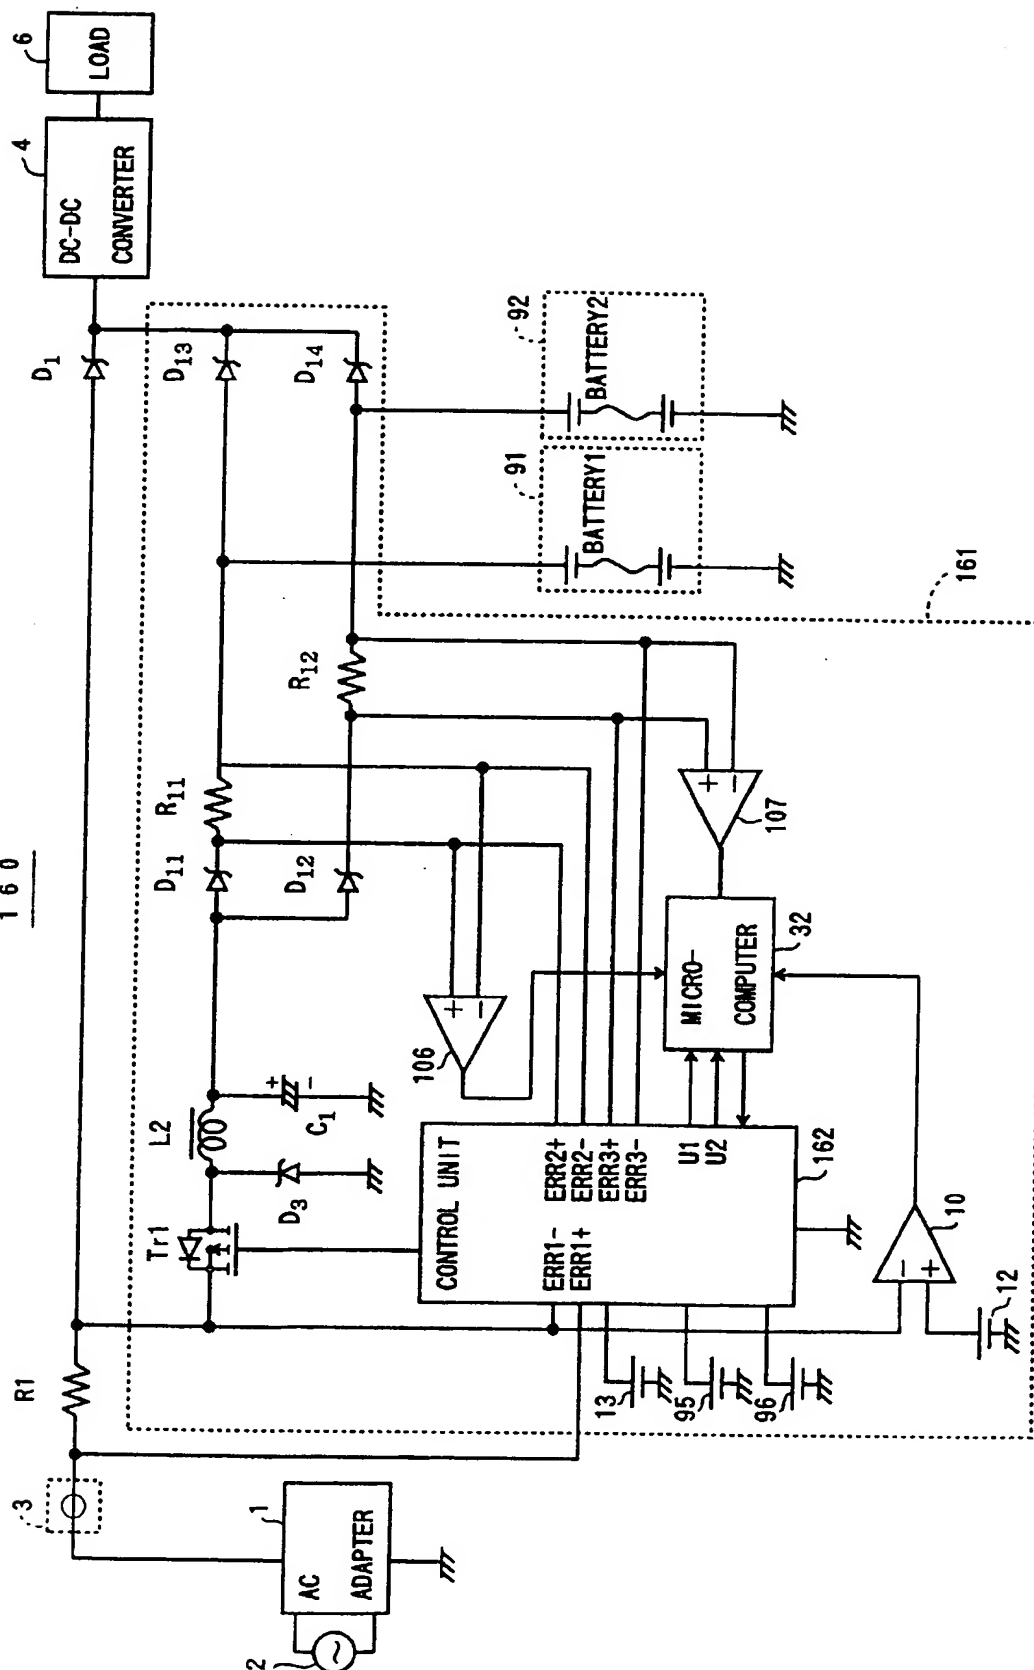 160
3
R1
D1
4
DC-DC
CONVERTER
6
LOAD
Tr1
L2
D11
R11
D13
D3
C1
+
-
D12
R12
D14
2
1
AC
ADAPTER
CONTROL UNIT
106
+
-
91
92
BATTERY1
BATTERY2
ERR1-
ERR1+
ERR2+
ERR2-
ERR3+
ERR3-
U1
U2
162
13
95
96
MICRO-
COMPUTER
32
+
-
107
161
-
+
10
12